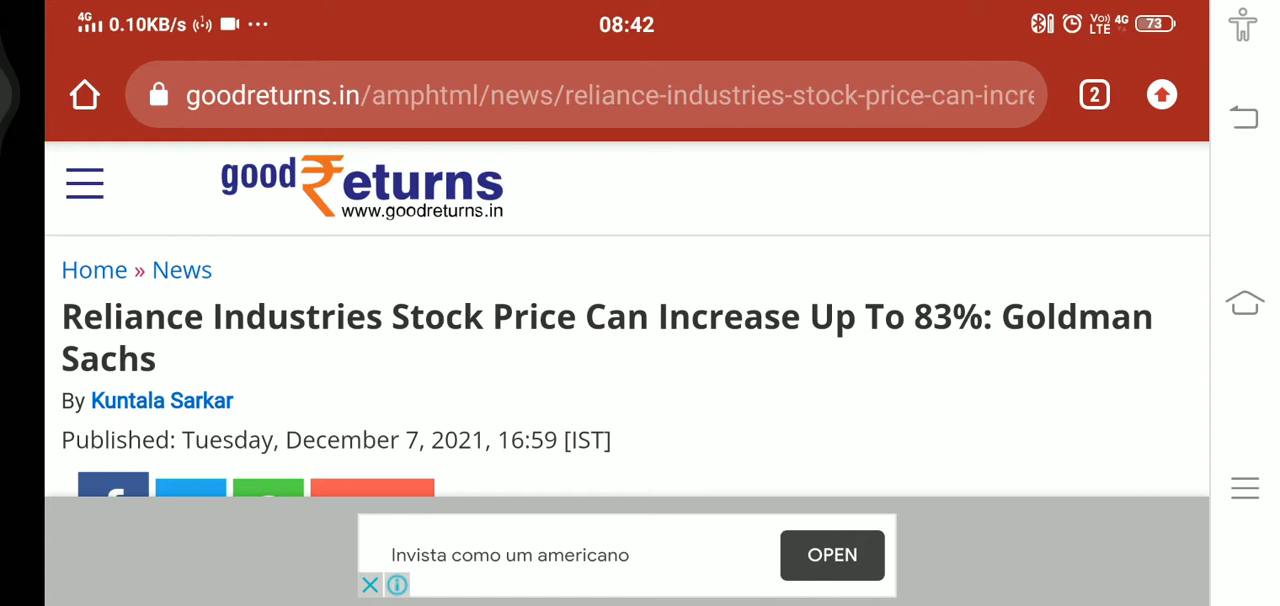 4G 0.10KB/s ... 08:42 Vo) LTE 4G 73
goodreturns.in/amphtml/news/reliance-industries-stock-price-can-incre 2
good₹eturns
www.goodreturns.in
Home » News
Reliance Industries Stock Price Can Increase Up To 83%: Goldman
Sachs
By Kuntala Sarkar
Published: Tuesday, December 7, 2021, 16:59 [IST]
Invista como um americano OPEN